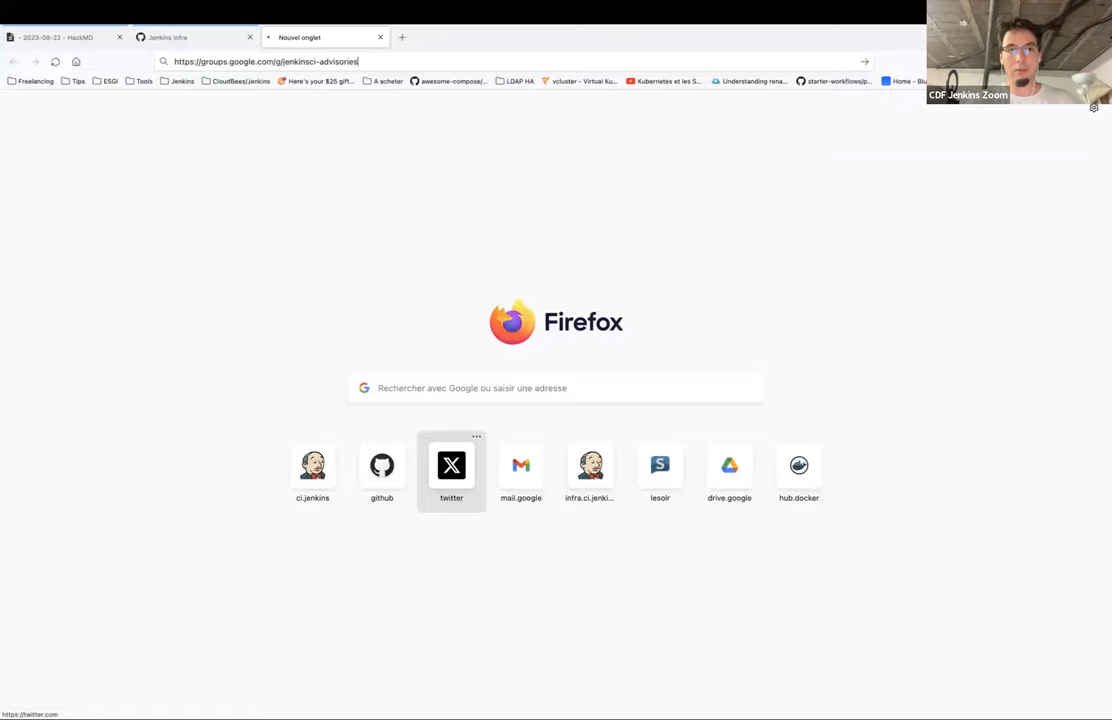 - 2023-08-22 - HackMD
Jenkins Infra
Nouvel onglet
https://groups.google.com/g/jenkinsci-advisories
Freelancing
Tips
ESGI
Tools
Jenkins
CloudBees/Jenkins
Here's your $25 gift...
A acheter
awesome-compose/...
LDAP HA
vcluster - Virtual Ku...
Kubernetes et les S...
Understanding rena...
starter-workflows/p...
Home - Blu
CDF Jenkins Zoom
Firefox
Rechercher avec Google ou saisir une adresse
ci.jenkins
github
twitter
mail.google
infra.ci.jenki...
lesoir
drive.google
hub.docker
https://twitter.com